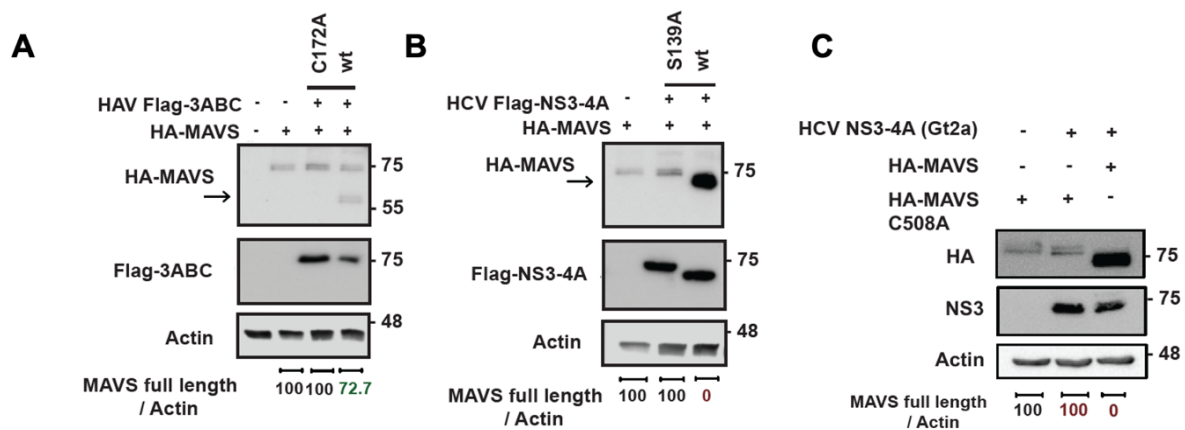 A
C172A
wt
HAV Flag-3ABC - - + +
HA-MAVS - + + +
HA-MAVS
→
75
55
Flag-3ABC
75
Actin
48
MAVS full length
/ Actin
100 100 72.7
B
S139A
wt
HCV Flag-NS3-4A - + +
HA-MAVS + + +
HA-MAVS
→
75
Flag-NS3-4A
75
Actin
48
MAVS full length
/ Actin
100 100 0
C
HCV NS3-4A (Gt2a) - + +
HA-MAVS - - +
HA-MAVS + + -
C508A
HA
75
NS3
75
Actin
48
MAVS full length
/Actin
100 100 0